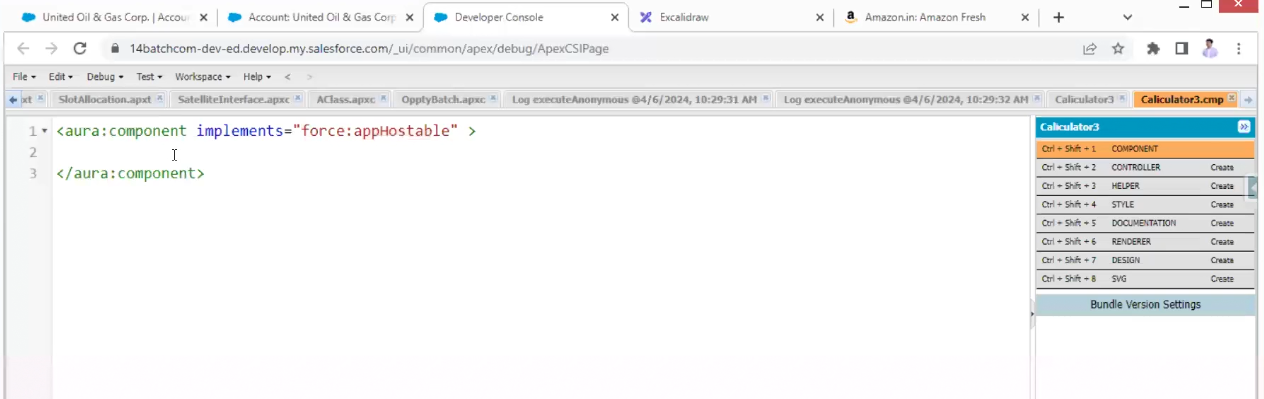 United Oil & Gas Corp. | Accou
Account: United Oil & Gas Corp
Developer Console
Excalidraw
Amazon.in: Amazon Fresh
14batchcom-dev-ed.develop.my.salesforce.com/_ui/common/apex/debug/ApexCSIPage
File Edit Debug Test Workspace Help < >
xt SlotAllocation.apxt SatelliteInterface.apxc AClass.apxc OpptyBatch.apxc Log executeAnonymous @4/6/2024, 10:29:31 AM Log executeAnonymous @4/6/2024, 10:29:32 AM Caliculator3 Caliculator3.cmp
1 <aura:component implements="force:appHostable" >
2
3 </aura:component>
Caliculator3
Ctrl + Shift + 1 COMPONENT
Ctrl + Shift + 2 CONTROLLER Create
Ctrl + Shift + 3 HELPER Create
Ctrl + Shift + 4 STYLE Create
Ctrl + Shift + 5 DOCUMENTATION Create
Ctrl + Shift + 6 RENDERER Create
Ctrl + Shift + 7 DESIGN Create
Ctrl + Shift + 8 SVG Create
Bundle Version Settings